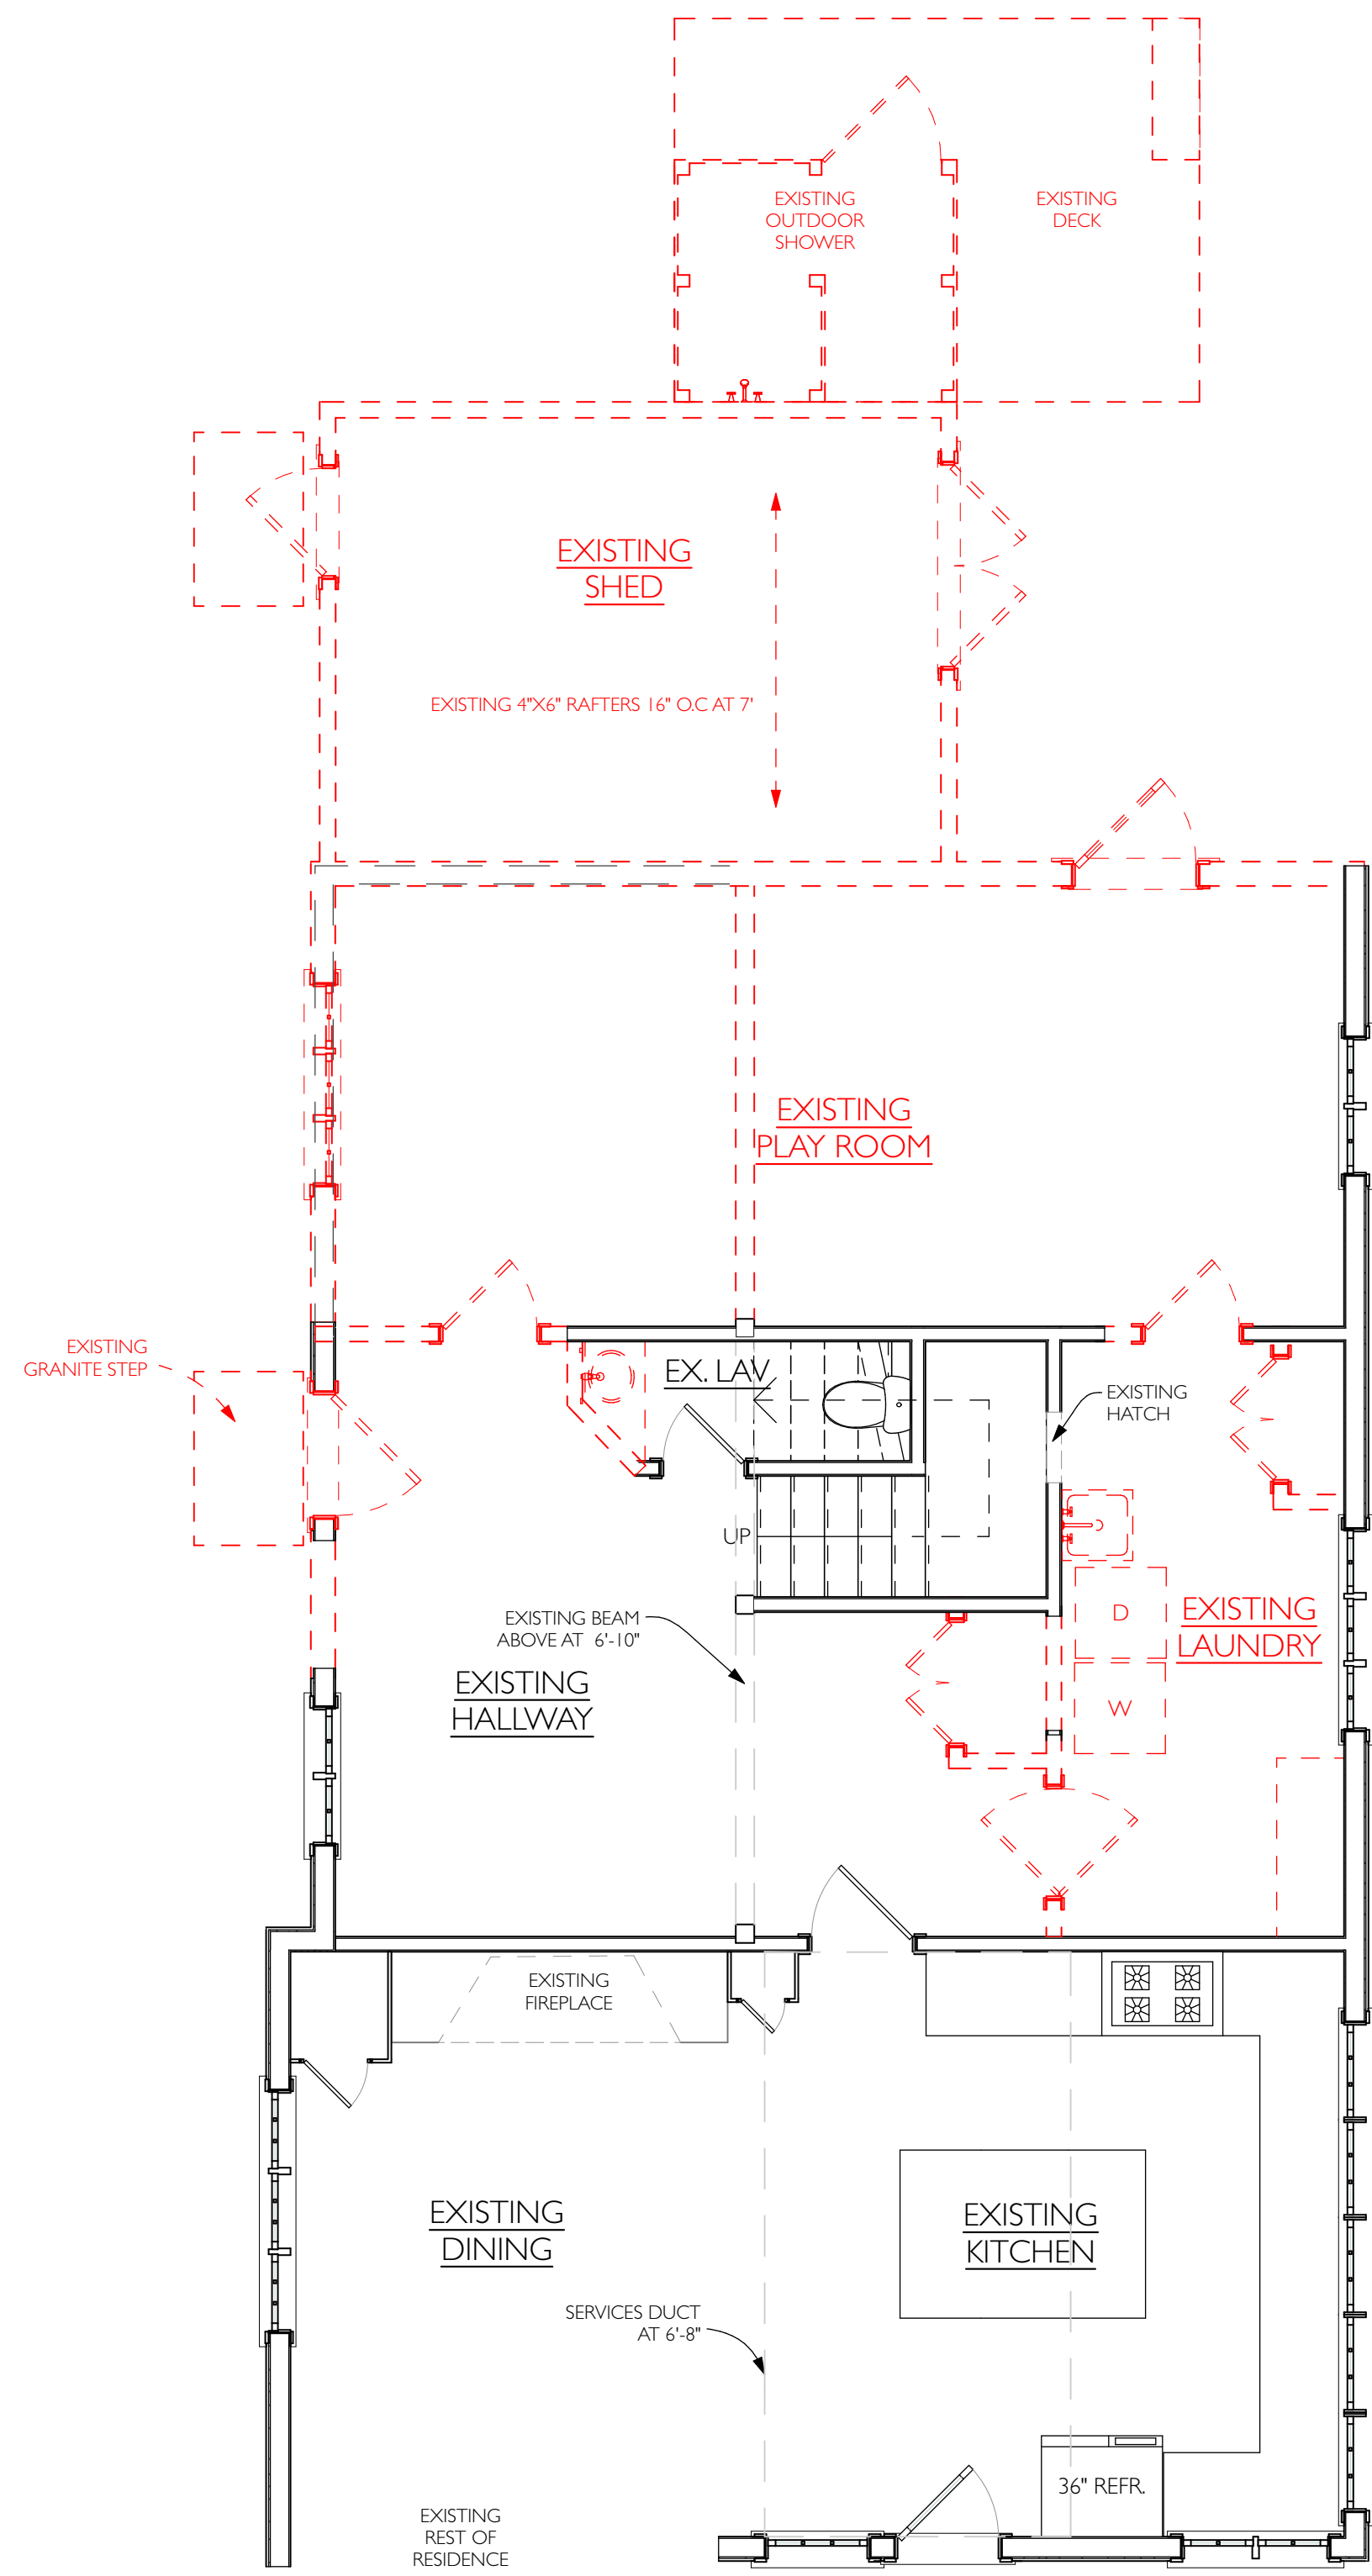 EXISTING
OUTDOOR
SHOWER
EXISTING
DECK
EXISTING
SHED
EXISTING 4"X6" RAFTERS 16" O.C AT 7'
EXISTING
PLAY ROOM
EXISTING
GRANITE STEP
EX. LAV
EXISTING
HATCH
UP
EXISTING BEAM
ABOVE AT 6'-10"
D
EXISTING
LAUNDRY
W
EXISTING
HALLWAY
EXISTING
FIREPLACE
EXISTING
DINING
EXISTING
KITCHEN
SERVICES DUCT
AT 6'-8"
36" REFR.
EXISTING
REST OF
RESIDENCE